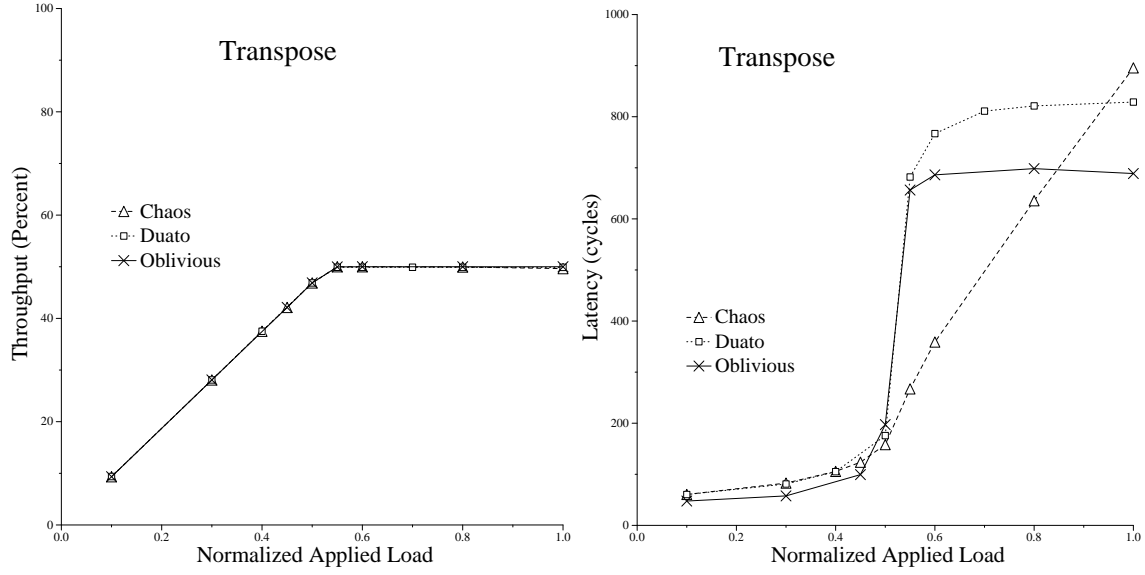 100
80
60
40
20
0
Throughput (Percent)
Transpose
Chaos
Duato
Oblivious
0.0 0.2 0.4 0.6 0.8 1.0
Normalized Applied Load
1000
800
600
400
200
0
Latency (cycles)
Transpose
Chaos
Duato
Oblivious
0.0 0.2 0.4 0.6 0.8 1.0
Normalized Applied Load